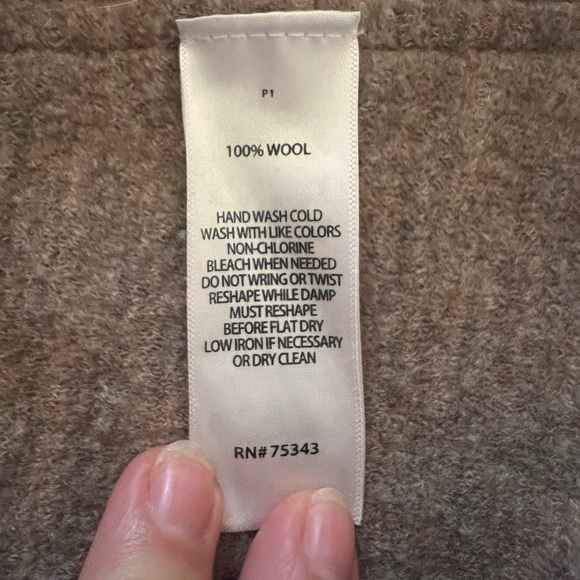 P1
100% WOOL
HAND WASH COLD
WASH WITH LIKE COLORS
NON-CHLORINE
BLEACH WHEN NEEDED
DO NOT WRING OR TWIST
RESHAPE WHILE DAMP
MUST RESHAPE
BEFORE FLAT DRY
LOW IRON IF NECESSARY
OR DRY CLEAN
RN# 75343